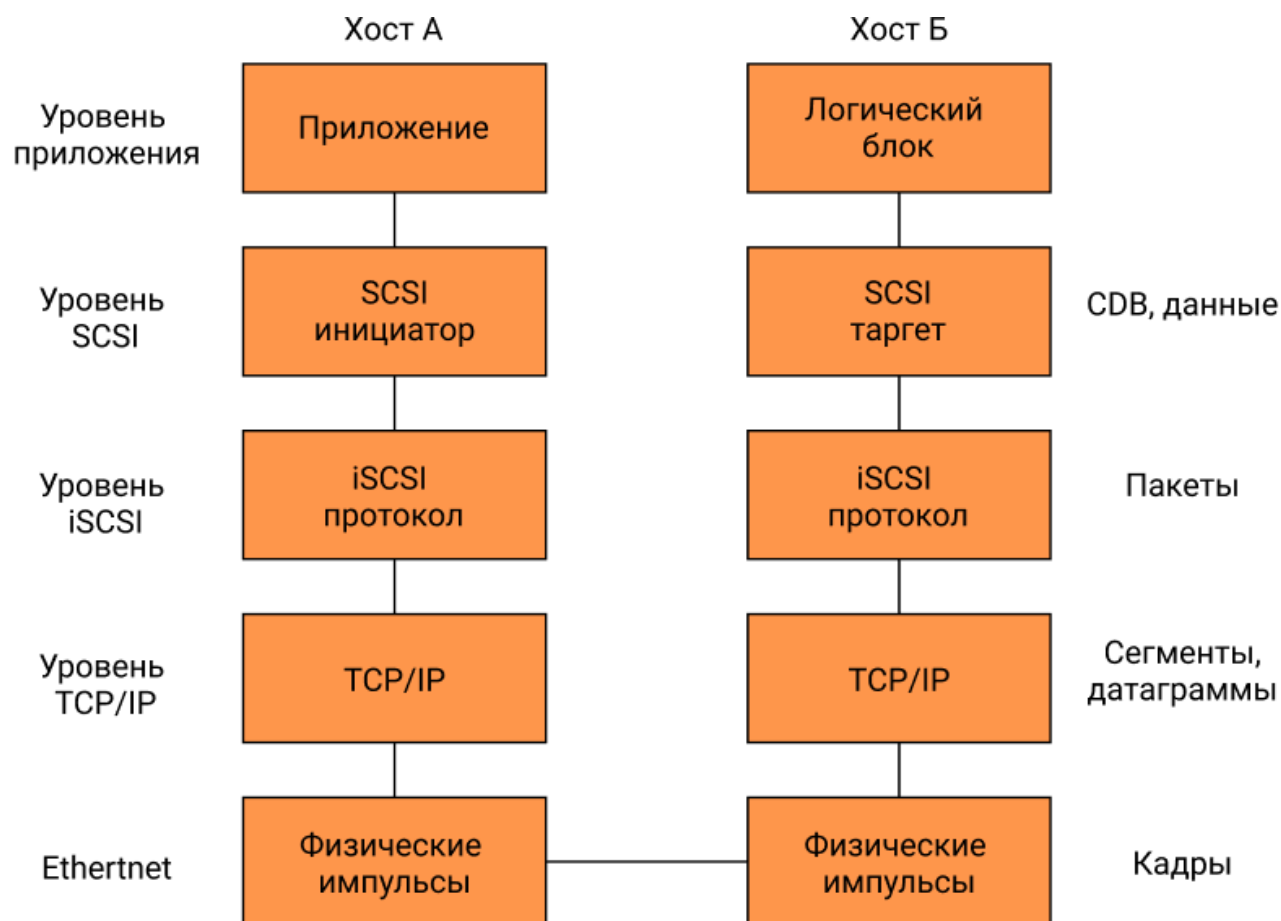 Хост А
Хост Б
Уровень
приложения
Приложение
Логический
блок
Уровень
SCSI
SCSI
инициатор
SCSI
таргет
CDB, данные
Уровень
iSCSI
iSCSI
протокол
iSCSI
протокол
Пакеты
Уровень
TCP/IP
TCP/IP
TCP/IP
Сегменты,
датаграммы
Ethertnet
Физические
импульсы
Физические
импульсы
Кадры